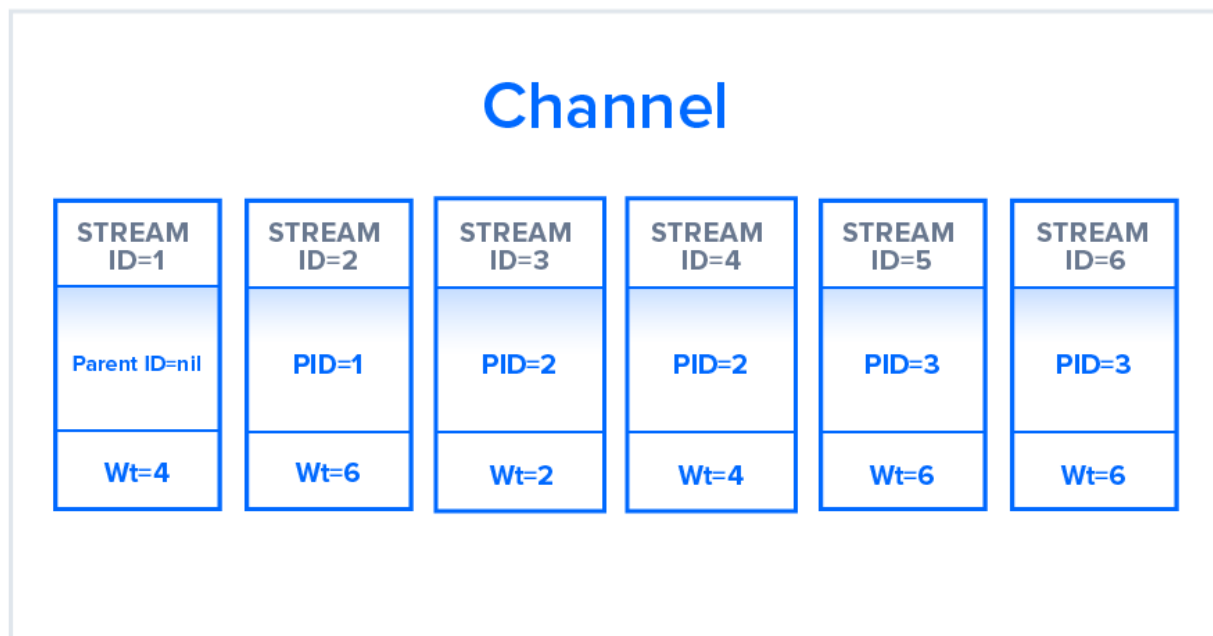 Channel
STREAM
ID=1
Parent ID=nil
Wt=4
STREAM
ID=2
PID=1
Wt=6
STREAM
ID=3
PID=2
Wt=2
STREAM
ID=4
PID=2
Wt=4
STREAM
ID=5
PID=3
Wt=6
STREAM
ID=6
PID=3
Wt=6